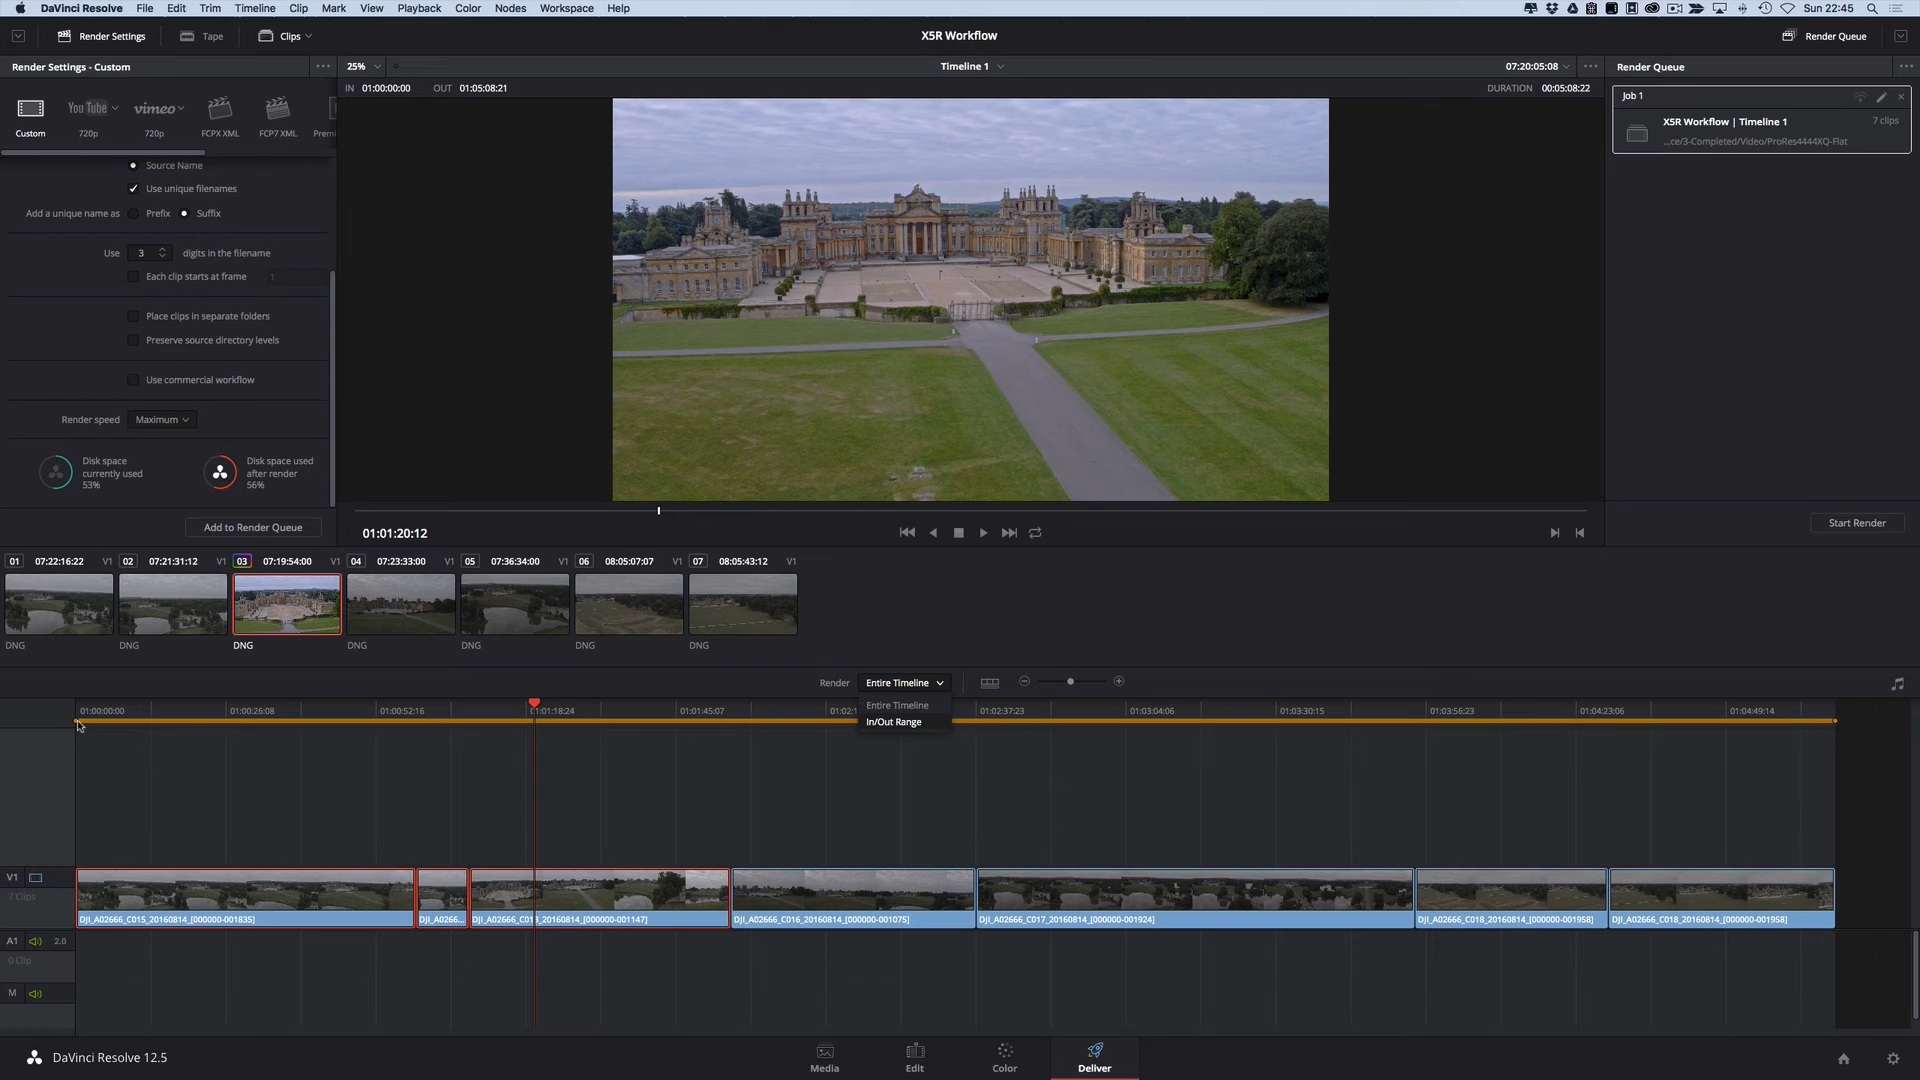 DaVinci Resolve File Edit Trim Timeline Clip Mark View Playback Color Nodes Workspace Help Sun 22:45
Render Settings Tape Clips X5R Workflow Render Queue
Render Settings - Custom 25% Timeline 1 07:20:05:08 Render Queue
IN 01:00:00:00 OUT 01:05:08:21 DURATION 00:05:08:22
You Tube vimeo
Custom 720p 720p FCPX XML FCP7 XML Premi
Job 1
X5R Workflow | Timeline 1 7 clips
...ce/3-Completed/Video/ProRes4444XQ-Flat
Source Name
Use unique filenames
Add a unique name as Prefix Suffix
Use 3 digits in the filename
Each clip starts at frame 1
Place clips in separate folders
Preserve source directory levels
Use commercial workflow
Render speed Maximum
Disk space
currently used
53%
Disk space used
after render
56%
Add to Render Queue
01:01:20:12
Start Render
01 07:22:16:22 V1 02 07:21:31:12 V1 03 07:19:54:00 V1 04 07:23:33:00 V1 05 07:36:34:00 V1 06 08:05:07:07 V1 07 08:05:43:12 V1
DNG DNG DNG DNG DNG DNG DNG
Render Entire Timeline
Entire Timeline
In/Out Range
01:00:00:00 01:00:26:08 01:00:52:16 01:01:18:24 01:01:45:07 01:02:1 01:02:37:23 01:03:04:06 01:03:30:15 01:03:56:23 01:04:23:06 01:04:49:14
V1
7 Clips
DJI_A02666_C015_20160814_[000000-001835] DJI_A0266... DJI_A02666_C013_20160814_[000000-001147] DJI_A02666_C016_20160814_[000000-001075] DJI_A02666_C017_20160814_[000000-001924] DJI_A02666_C018_20160814_[000000-001958] DJI_A02666_C018_20160814_[000000-001958]
A1 2.0
0 Clip
M
DaVinci Resolve 12.5
Media Edit Color Deliver